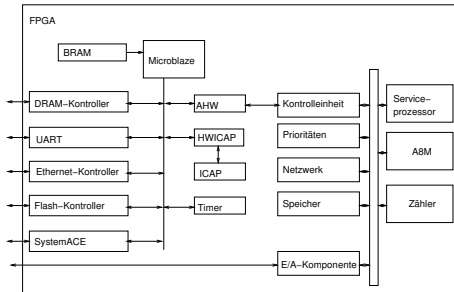 FPGA
BRAM
Microblaze
DRAM-Kontroller
AHW
Kontrolleinheit
Service-
prozessor
UART
HWICAP
Prioritäten
A8M
Ethernet-Kontroller
ICAP
Netzwerk
Flash-Kontroller
Timer
Speicher
Zähler
SystemACE
E/A-Komponente